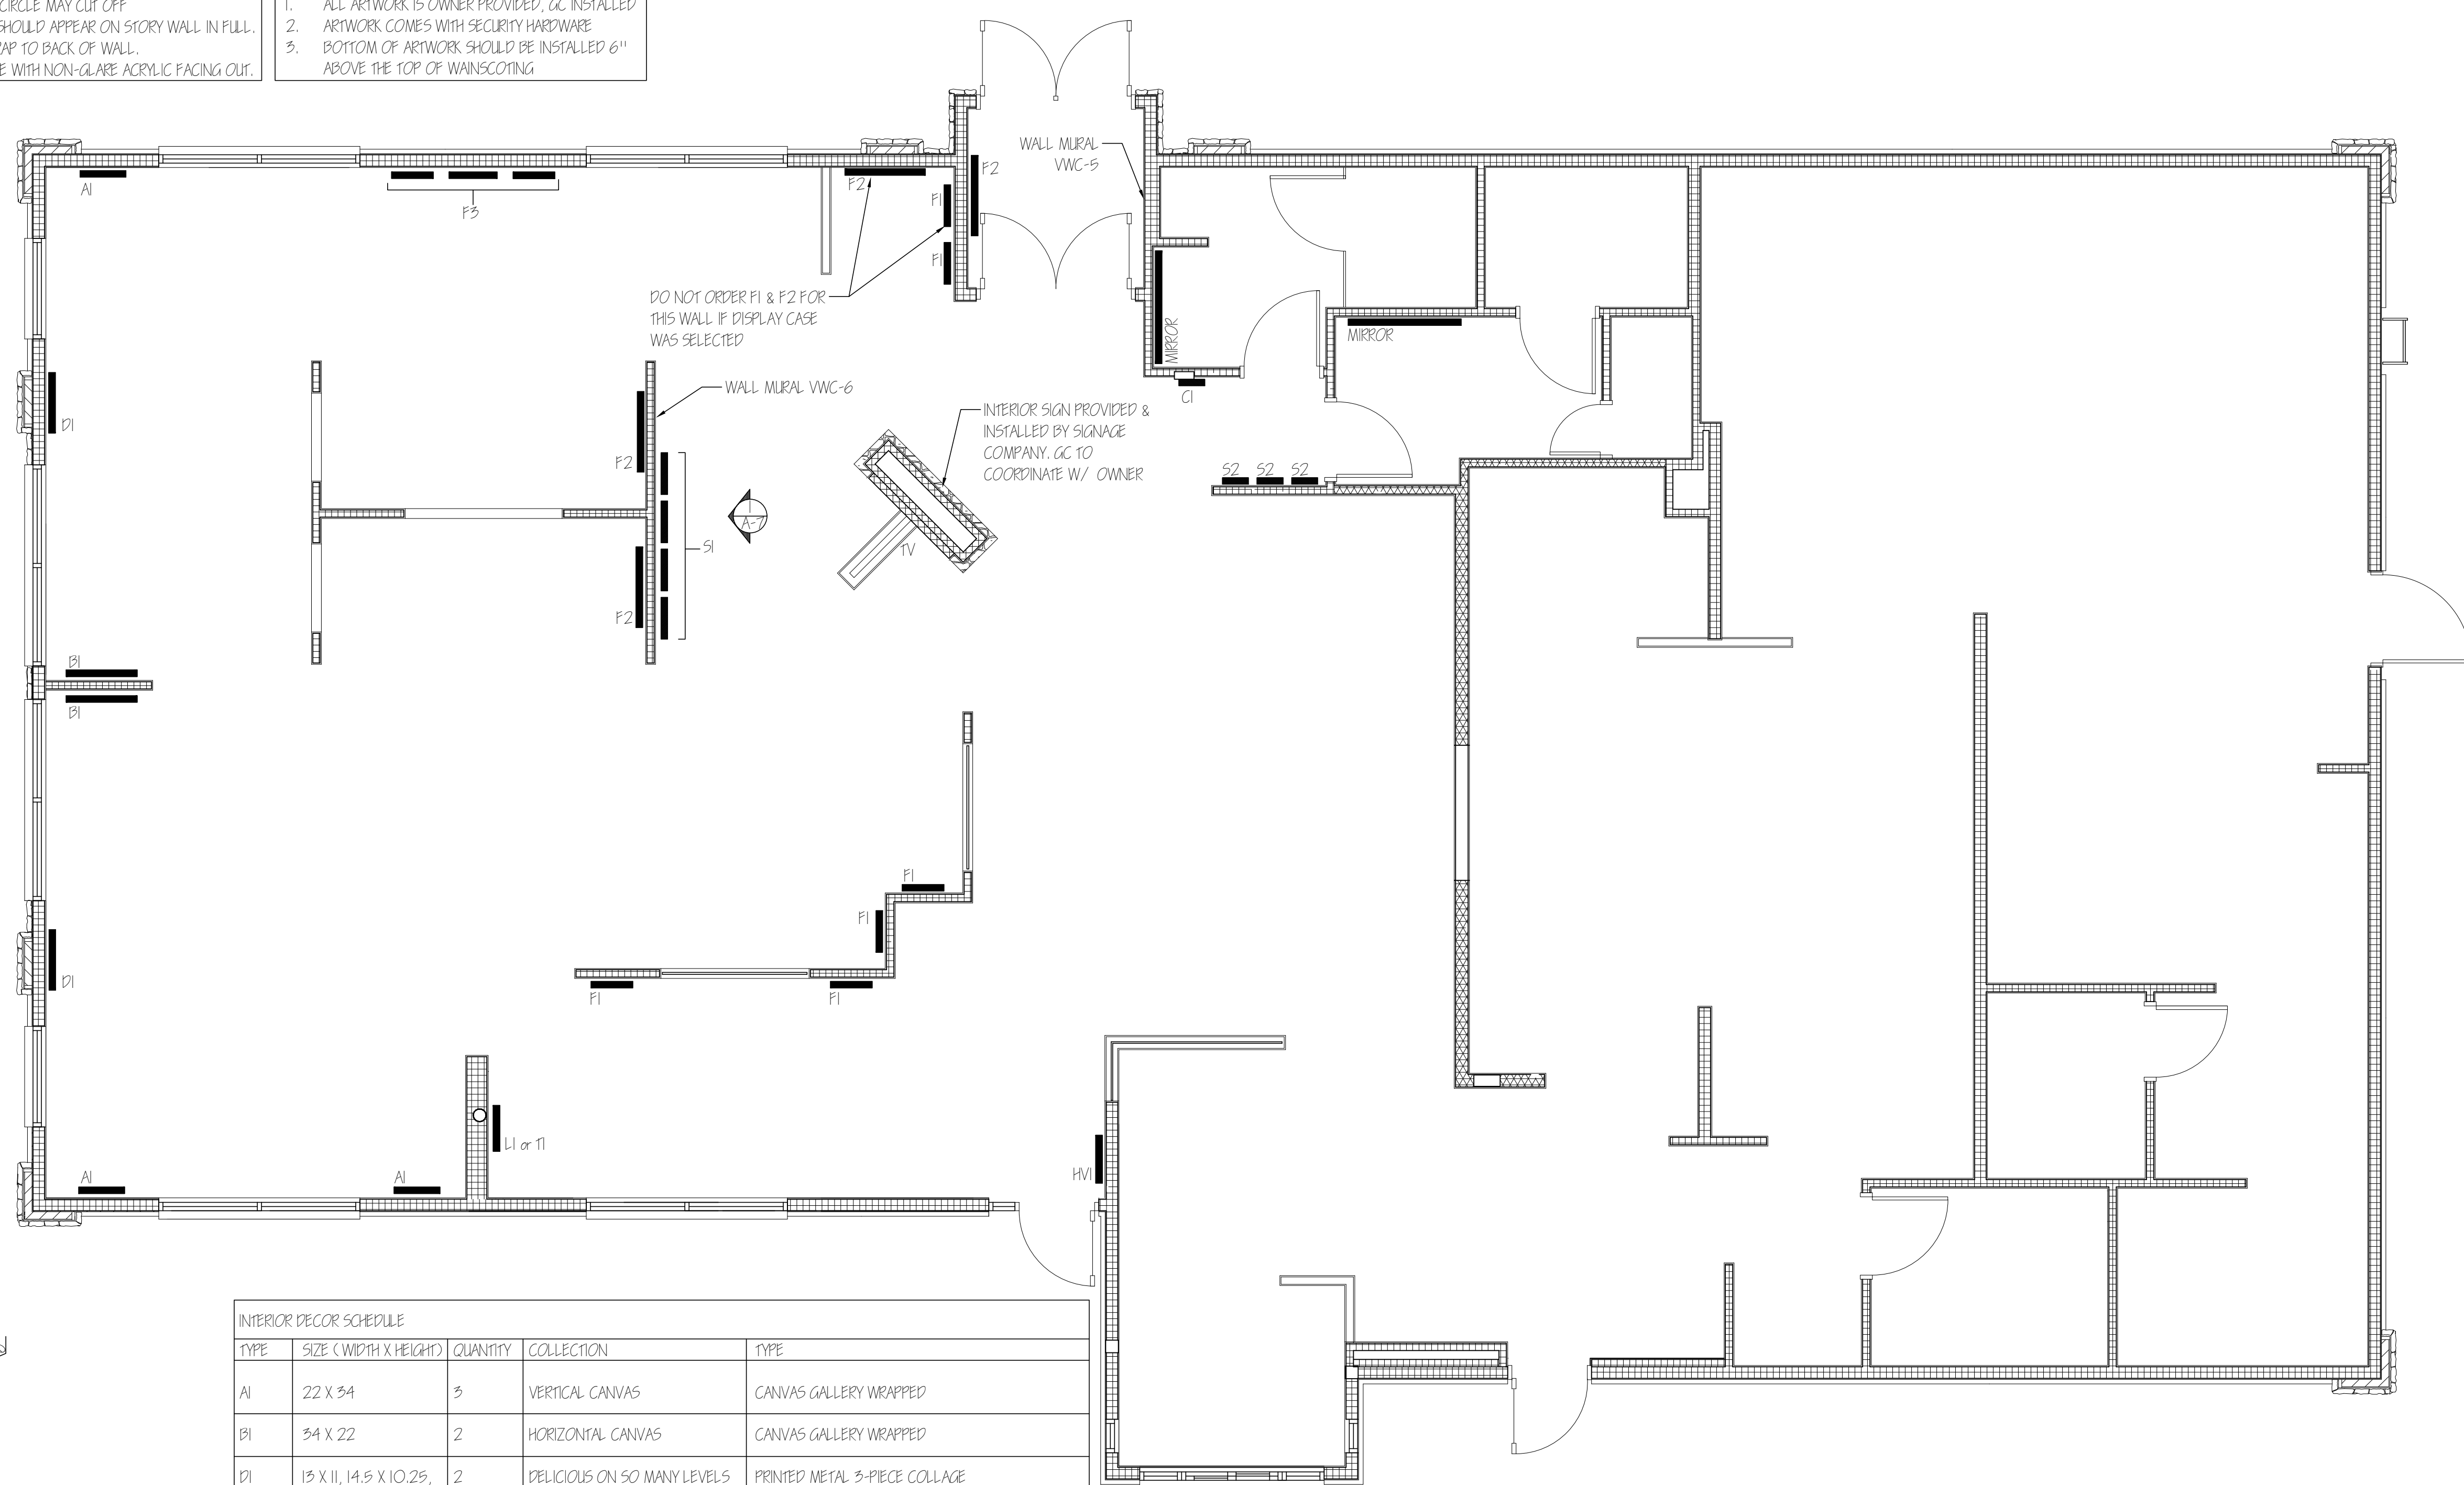 CIRCLE MAY CUT OFF
SHOULD APPEAR ON STORY WALL IN FULL.
TO BACK OF WALL.
WITH NON-GLARE ACRYLIC FACING OUT.
1. ALL ARTWORK IS OWNER PROVIDED, GC INSTALLED
2. ARTWORK COMES WITH SECURITY HARDWARE
3. BOTTOM OF ARTWORK SHOULD BE INSTALLED 6"
ABOVE THE TOP OF WAINSCOTING
WALL MURAL
VWC-5
A1
F3
F2
F1
F1
F2
DO NOT ORDER F1 & F2 FOR
THIS WALL IF DISPLAY CASE
WAS SELECTED
MIRROR
MIRROR
C1
WALL MURAL VWC-6
INTERIOR SIGN PROVIDED &
INSTALLED BY SIGNAGE
COMPANY. GC TO
COORDINATE W/ OWNER
D1
F2
S2 S2 S2
1
A-7
S1
TV
F2
B1
B1
F1
F1
D1
F1
F1
L1 or T1
HV1
A1
A1
INTERIOR DECOR SCHEDULE
TYPE SIZE ( WIDTH X HEIGHT) QUANTITY COLLECTION TYPE
A1 22 X 34 3 VERTICAL CANVAS CANVAS GALLERY WRAPPED
B1 34 X 22 2 HORIZONTAL CANVAS CANVAS GALLERY WRAPPED
D1 13 X 11, 14.5 X 10.25, 2 DELICIOUS ON SO MANY LEVELS PRINTED METAL 3-PIECE COLLAGE